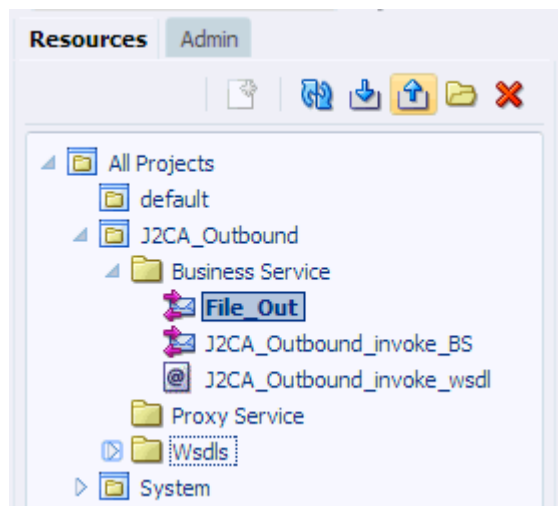 Resources Admin
All Projects
default
J2CA_Outbound
Business Service
File_Out
J2CA_Outbound_invoke_BS
J2CA_Outbound_invoke_wsdl
Proxy Service
Wsdls
System